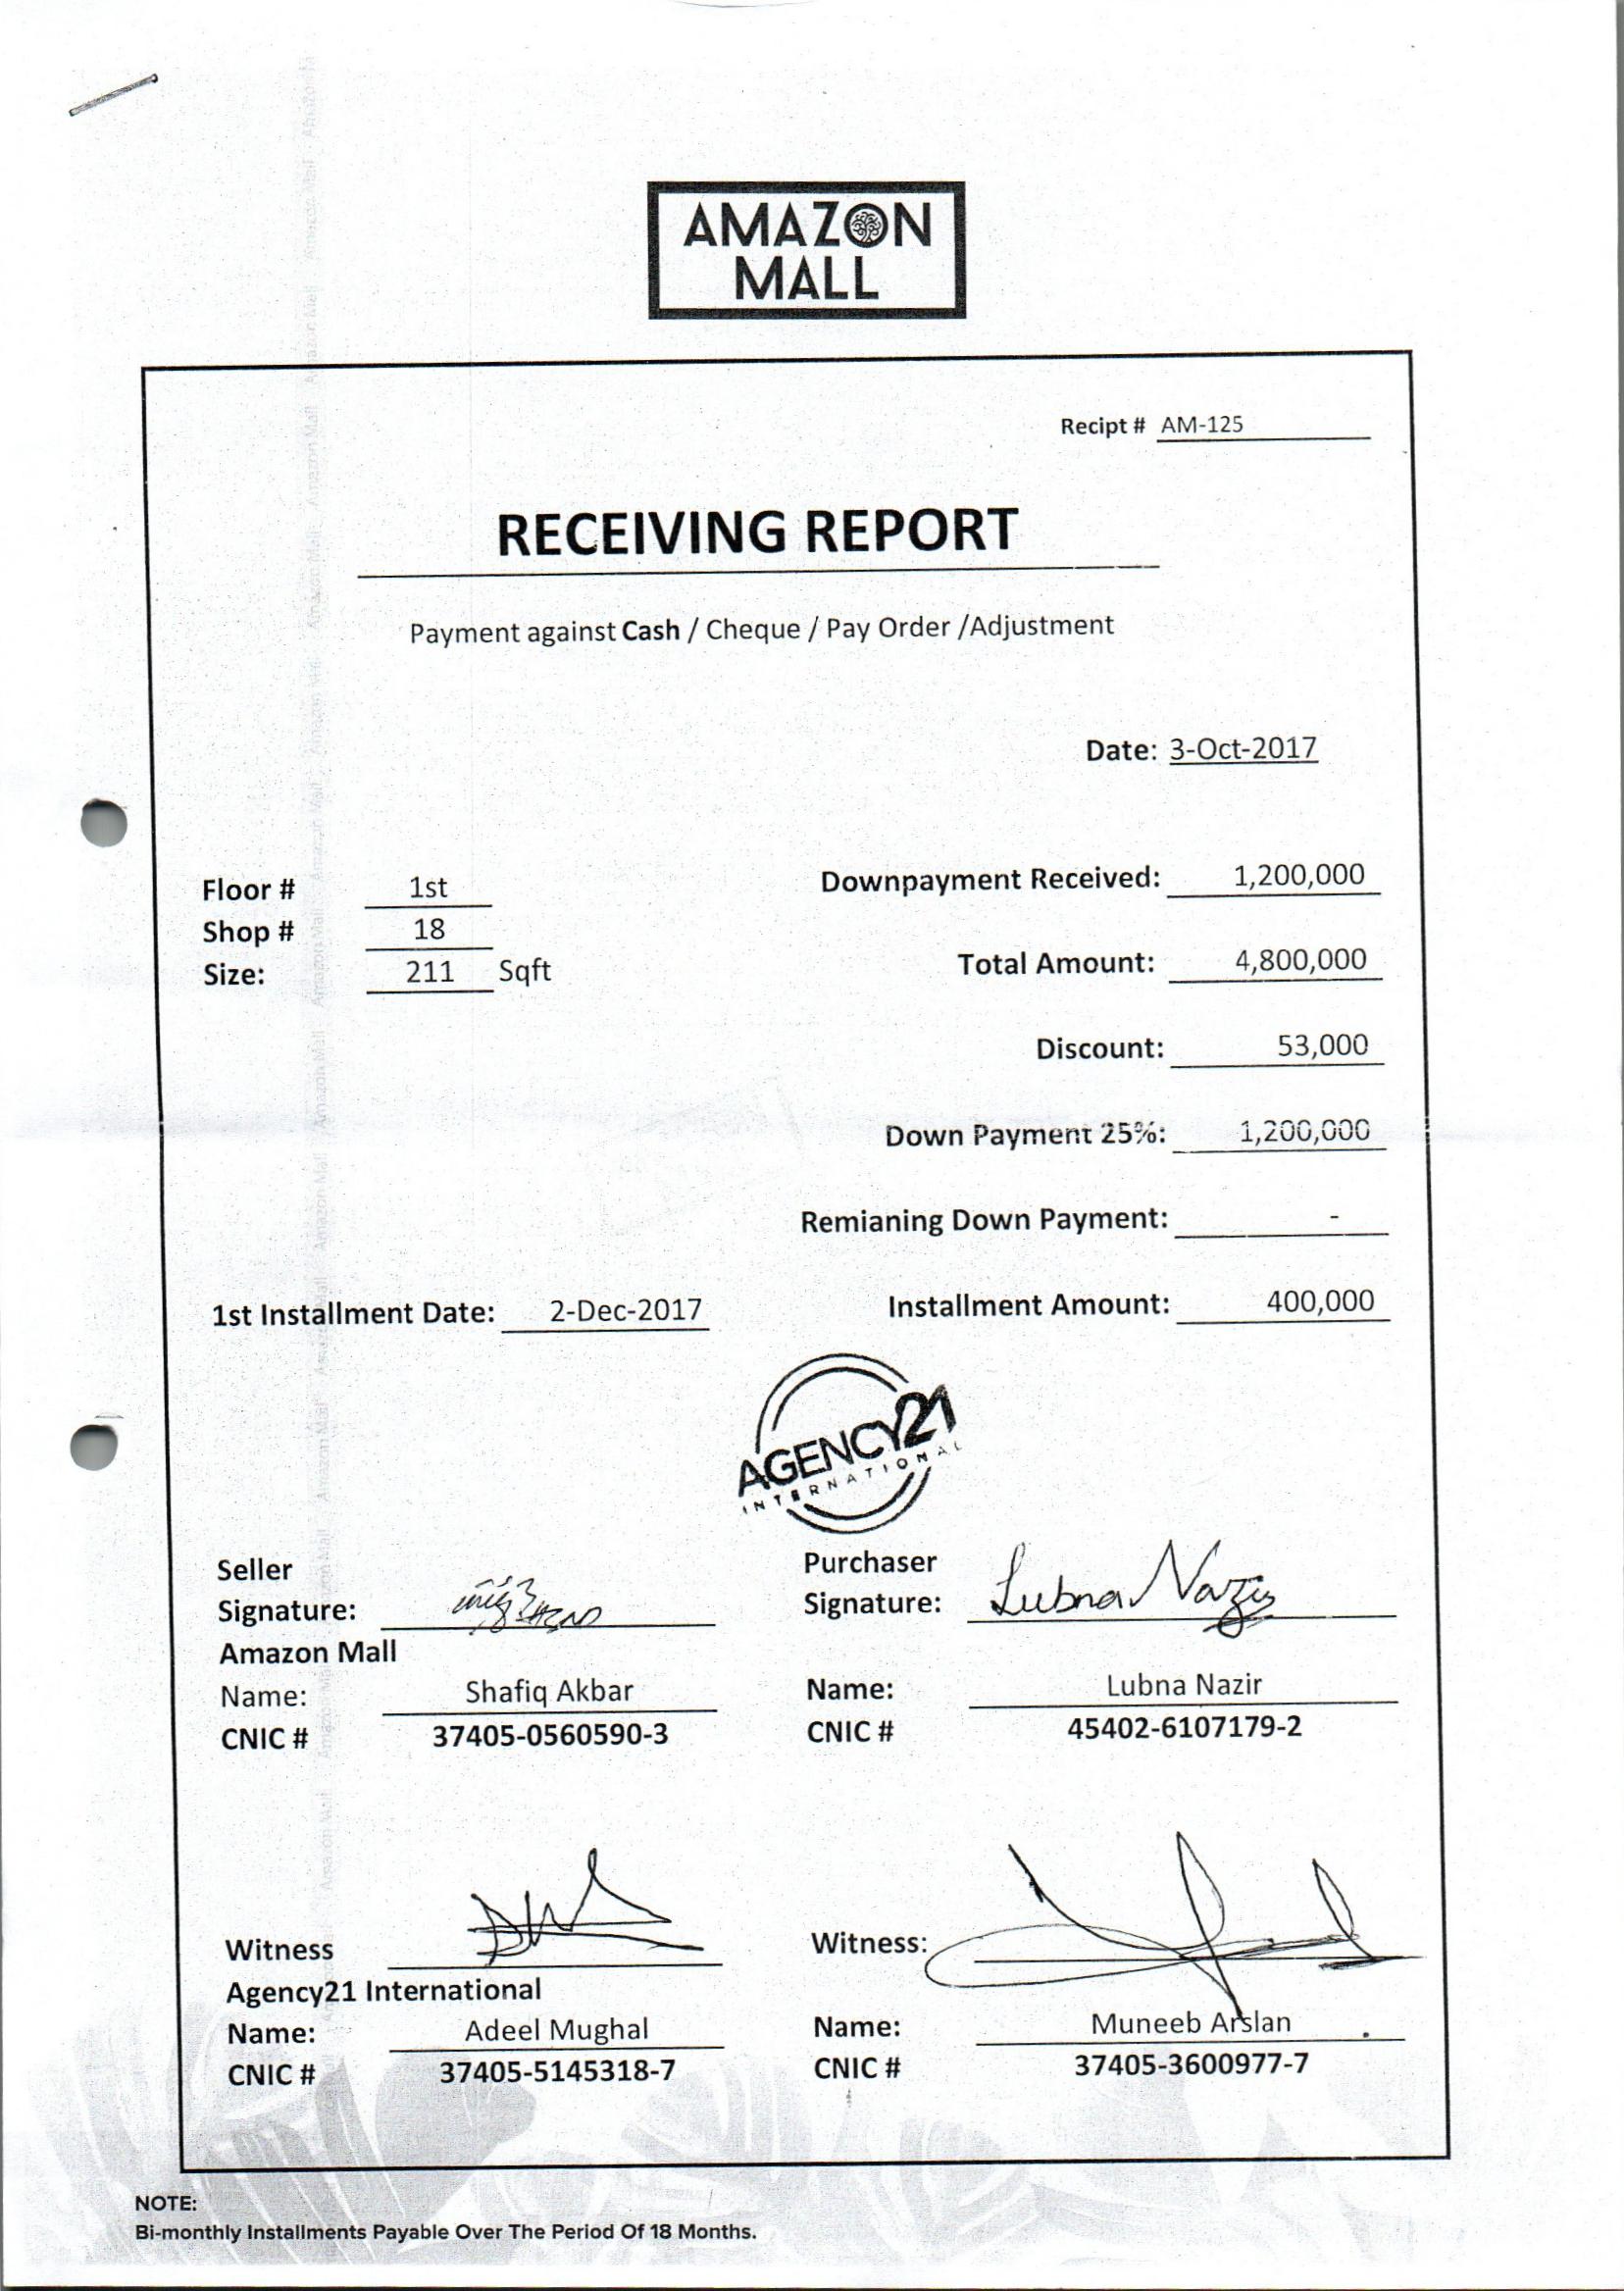 AMAZON
MALL
Recipt # AM-125
RECEIVING REPORT
Payment against Cash / Cheque / Pay Order /Adjustment
Date: 3-Oct-2017
Floor # 1st
Shop # 18
Size: 211 Sqft
Downpayment Received: 1,200,000
Total Amount: 4,800,000
Discount: 53,000
Down Payment 25%: 1,200,000
Remianing Down Payment: -
1st Installment Date: 2-Dec-2017
Installment Amount: 400,000
AGENCY21
INTERNATIONAL
Seller
Signature:
Amazon Mall
Name: Shafiq Akbar
CNIC # 37405-0560590-3
Purchaser
Signature: Lubna Nazir
Name: Lubna Nazir
CNIC # 45402-6107179-2
Witness
Agency21 International
Name: Adeel Mughal
CNIC # 37405-5145318-7
Witness:
Name: Muneeb Arslan
CNIC # 37405-3600977-7
NOTE:
Bi-monthly Installments Payable Over The Period Of 18 Months.